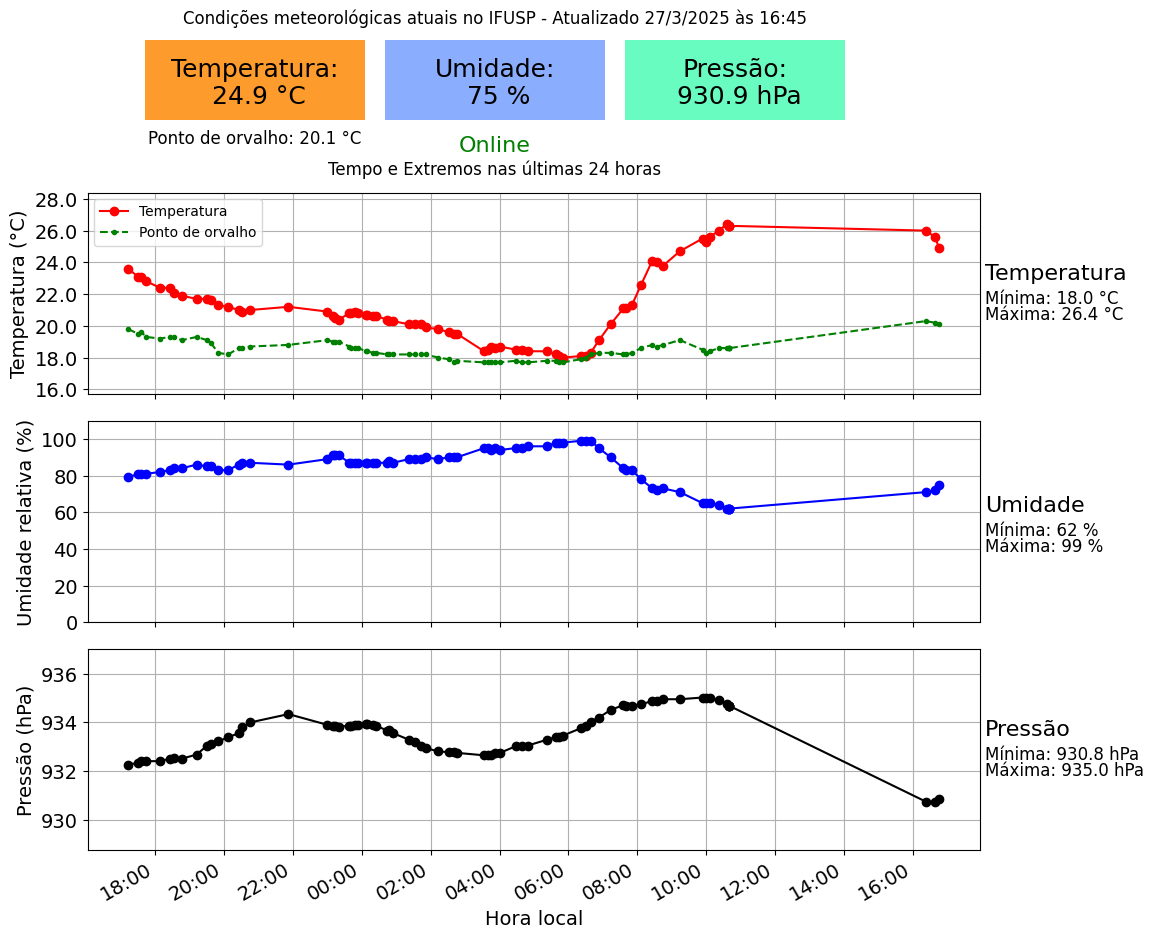 Condições meteorológicas atuais no IFUSP - Atualizado 27/3/2025 às 16:45
Temperatura:
24.9 °C
Umidade:
75 %
Pressão:
930.9 hPa
Ponto de orvalho: 20.1 °C
Online
Tempo e Extremos nas últimas 24 horas
Temperatura (°C)
28.0
26.0
24.0
22.0
20.0
18.0
16.0
Temperatura
Ponto de orvalho
Temperatura
Mínima: 18.0 °C
Máxima: 26.4 °C
Umidade relativa (%)
100
80
60
40
20
0
Umidade
Mínima: 62 %
Máxima: 99 %
Pressão (hPa)
936
934
932
930
Pressão
Mínima: 930.8 hPa
Máxima: 935.0 hPa
18:00 20:00 22:00 00:00 02:00 04:00 06:00 08:00 10:00 12:00 14:00 16:00
Hora local